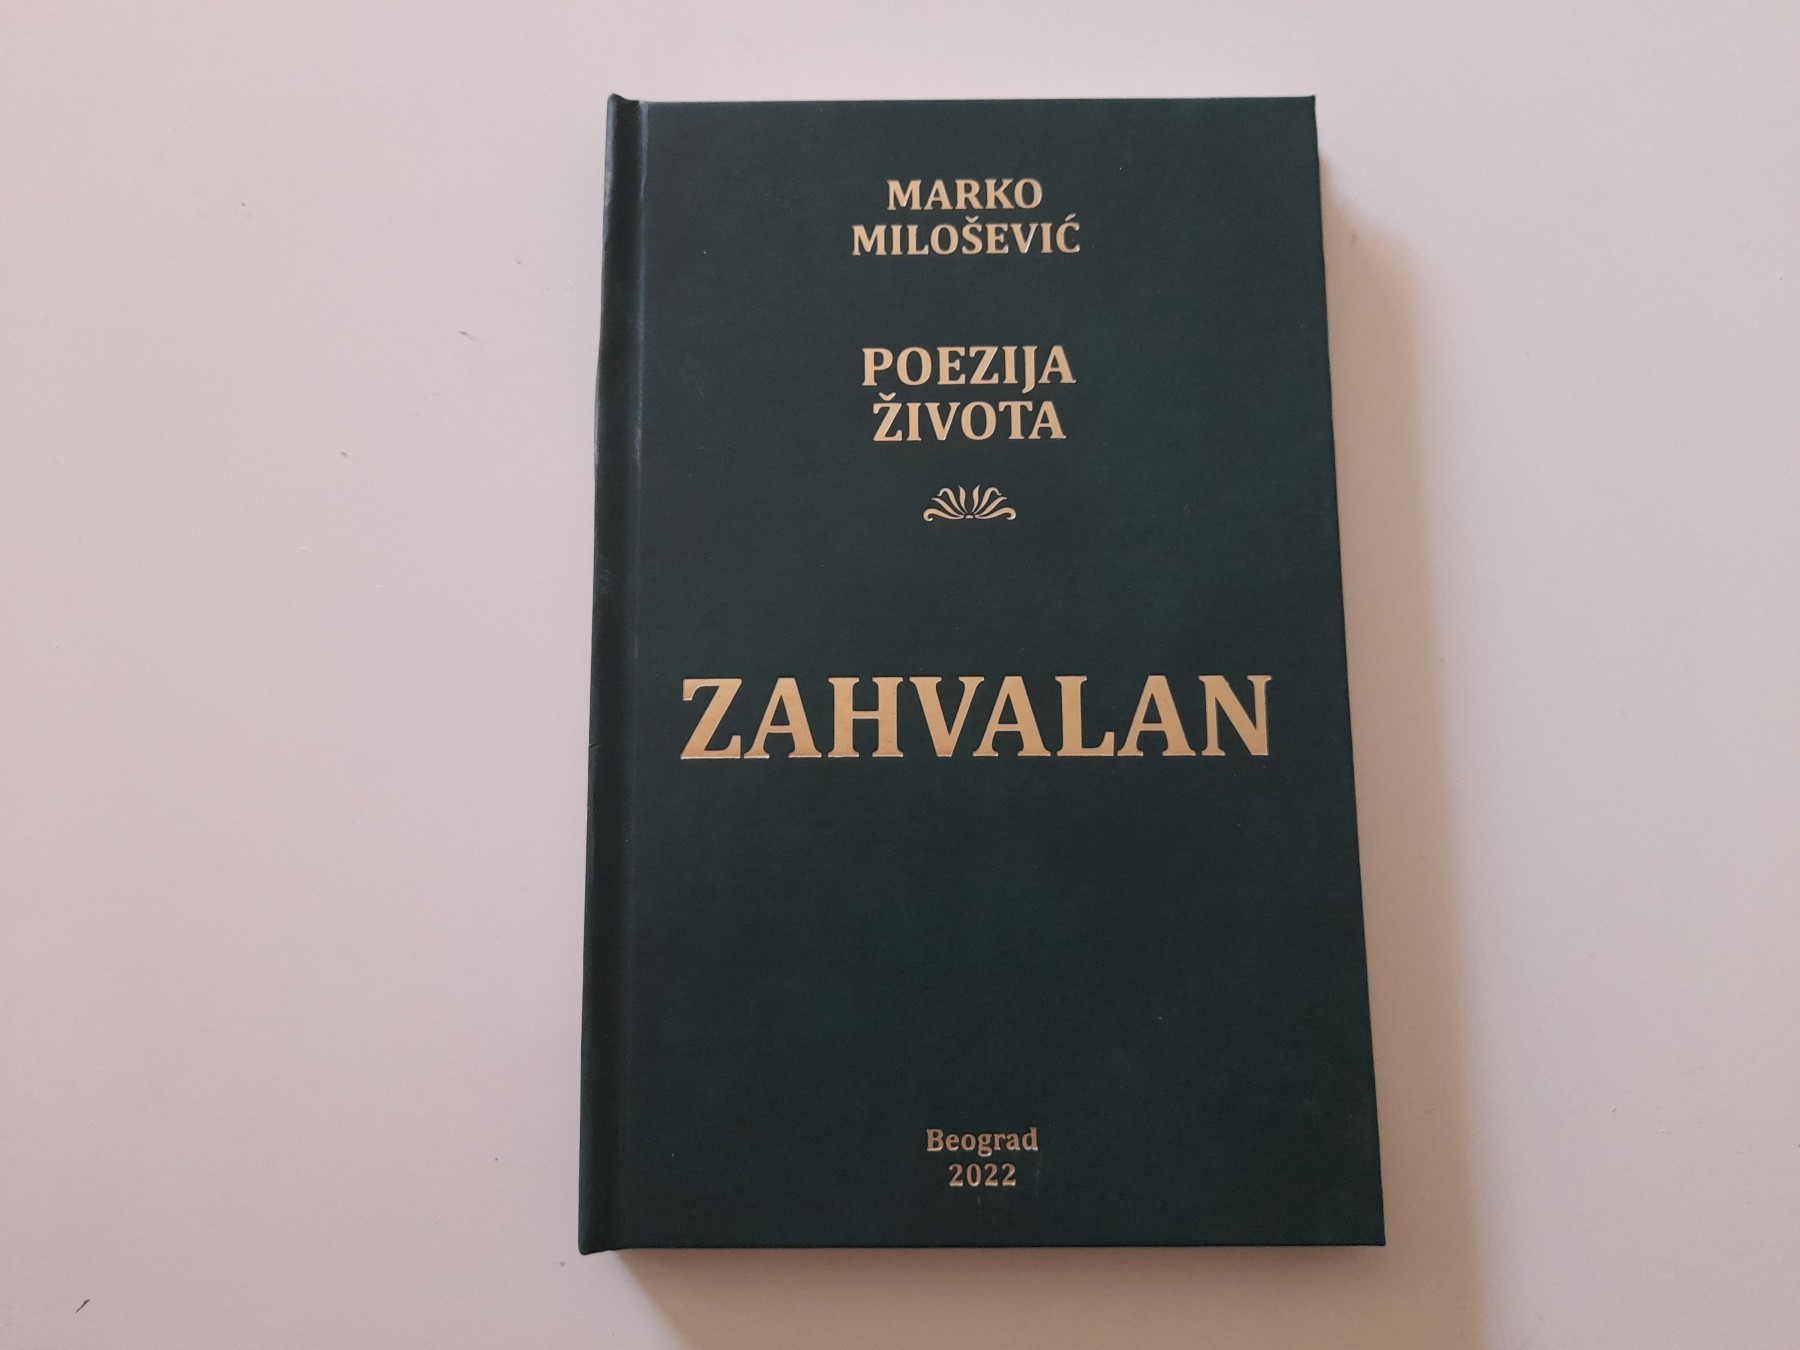 MARKO
MILOŠEVIĆ
POEZIJA
ŽIVOTA
ZAHVALAN
Beograd
2022